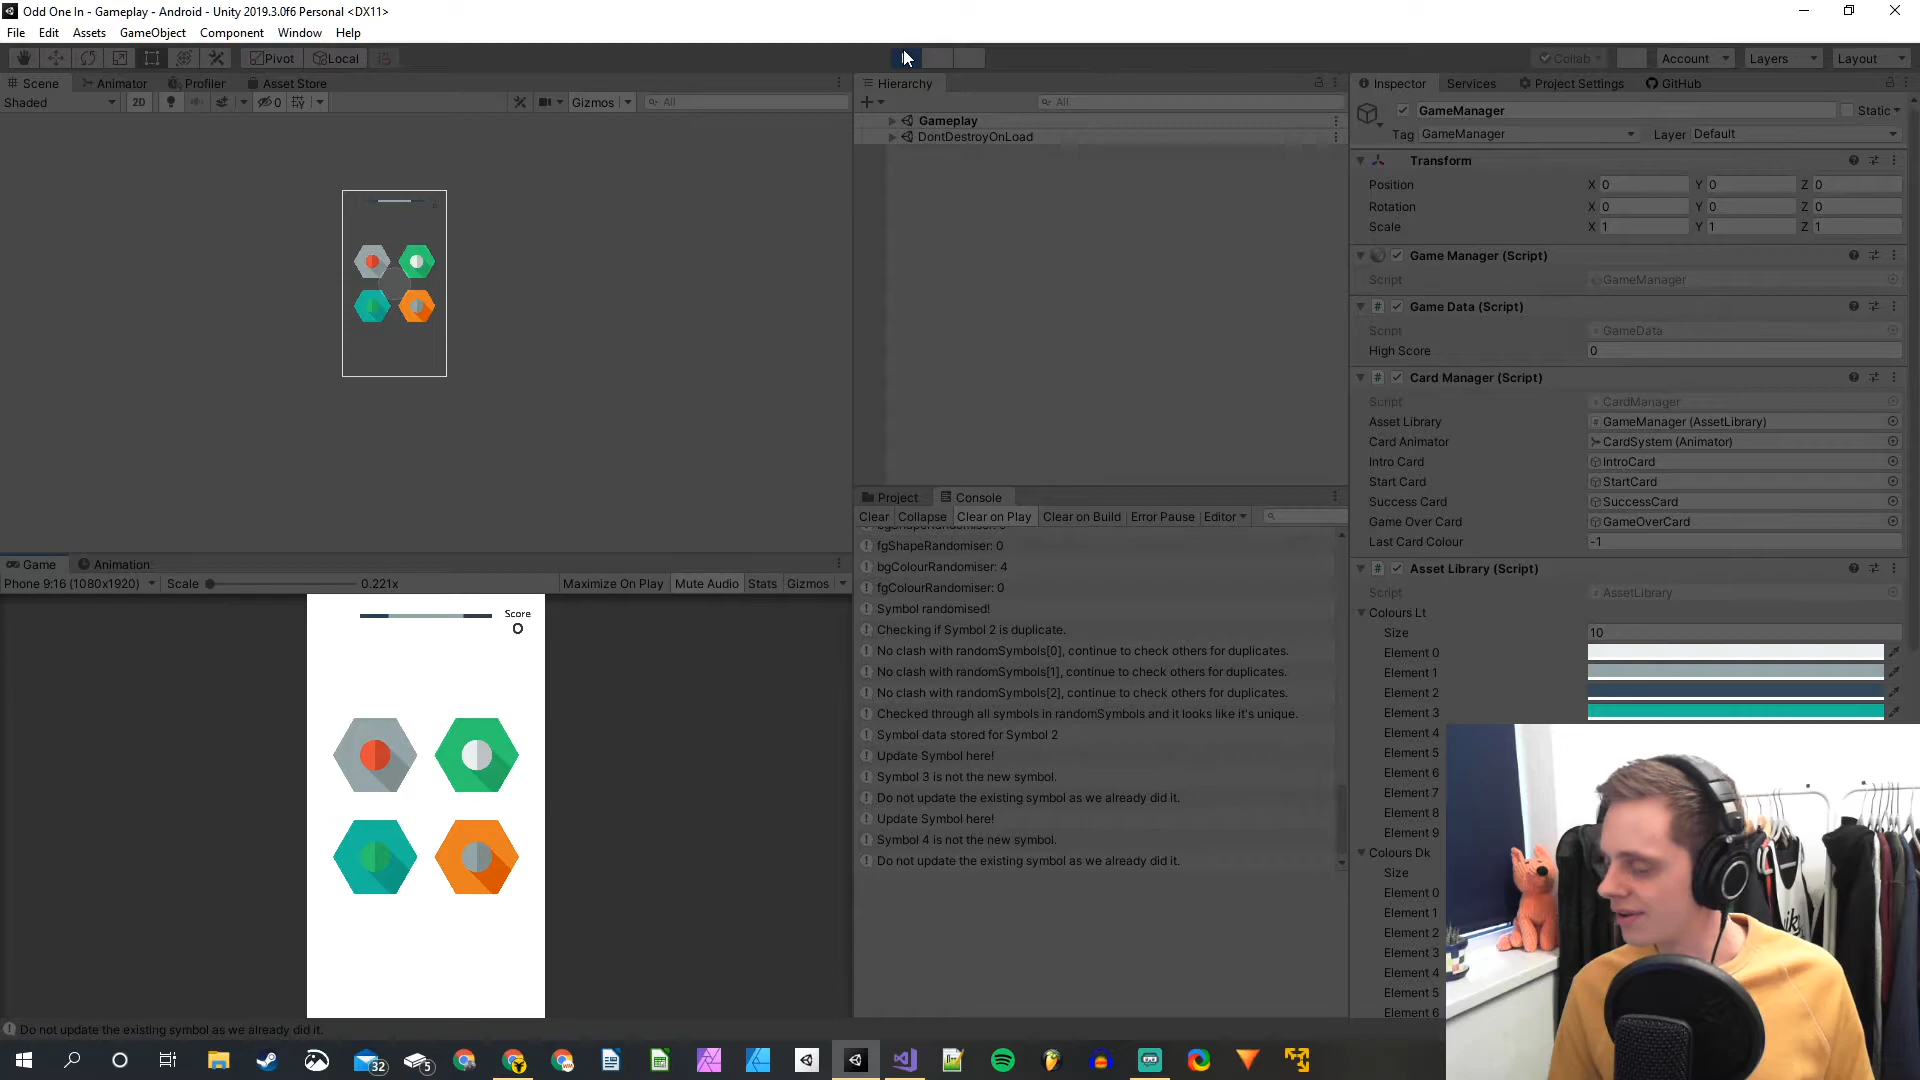 Odd One In - Gameplay - Android - Unity 2019.3.0f6 Personal <DX11>
File Edit Assets GameObject Component Window Help
Pivot Local Collab Account Layers Layout
Scene Animator Profiler Asset Store
Shaded 2D 0 Gizmos All
Hierarchy
All
Gameplay
DontDestroyOnLoad
Inspector Services Project Settings GitHub
GameManager Static
Tag GameManager Layer Default
Transform
Position X 0 Y 0 Z 0
Rotation X 0 Y 0 Z 0
Scale X 1 Y 1 Z 1
Game Manager (Script)
Script GameManager
Game Data (Script)
Script GameData
High Score 0
Card Manager (Script)
Script CardManager
Asset Library GameManager (AssetLibrary)
Card Animator CardSystem (Animator)
Intro Card IntroCard
Start Card StartCard
Success Card SuccessCard
Game Over Card GameOverCard
Last Card Colour -1
Asset Library (Script)
Script AssetLibrary
Colours Lt
Size 10
Element 0
Element 1
Element 2
Element 3
Element 4
Element 5
Element 6
Element 7
Element 8
Element 9
Colours Dk
Size
Element 0
Element 1
Element 2
Element 3
Element 4
Element 5
Element 6
Project Console
Clear Collapse Clear on Play Clear on Build Error Pause Editor
fgShapeRandomiser: 0
bgColourRandomiser: 4
fgColourRandomiser: 0
Symbol randomised!
Checking if Symbol 2 is duplicate.
No clash with randomSymbols[0], continue to check others for duplicates.
No clash with randomSymbols[1], continue to check others for duplicates.
No clash with randomSymbols[2], continue to check others for duplicates.
Checked through all symbols in randomSymbols and it looks like it's unique.
Symbol data stored for Symbol 2
Update Symbol here!
Symbol 3 is not the new symbol.
Do not update the existing symbol as we already did it.
Update Symbol here!
Symbol 4 is not the new symbol.
Do not update the existing symbol as we already did it.
Game Animation
Phone 9:16 (1080x1920) Scale 0.221x Maximize On Play Mute Audio Stats Gizmos
Score
0
Do not update the existing symbol as we already did it.
32
5